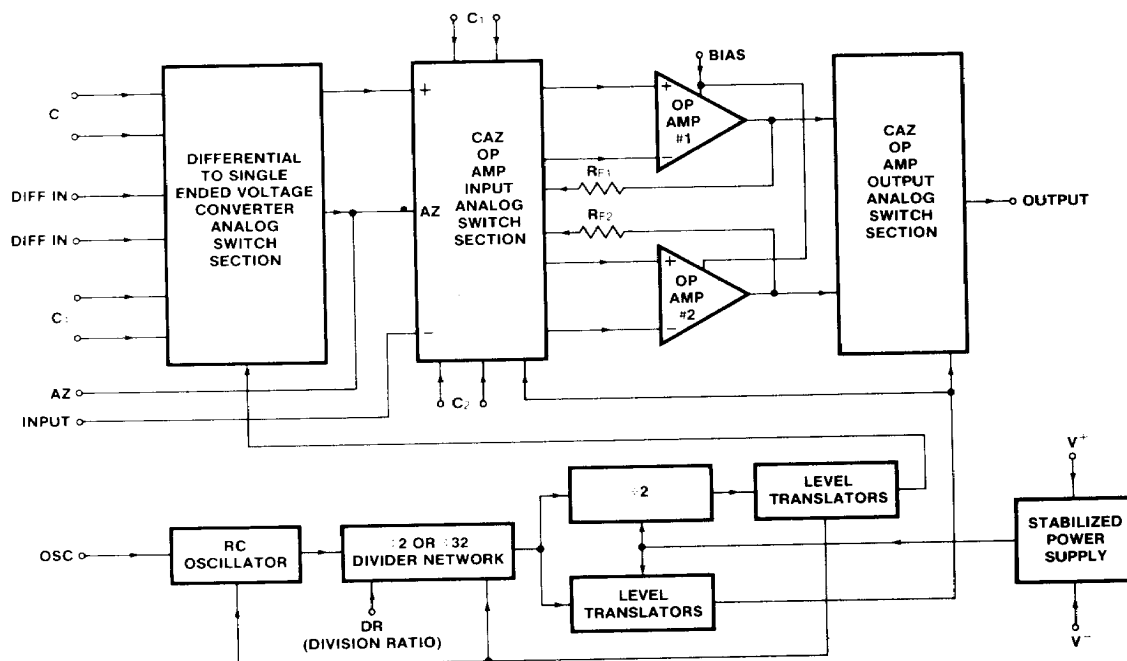 C₁
BIAS
C
DIFF IN
DIFF IN
C
AZ
INPUT
DIFFERENTIAL
TO SINGLE
ENDED VOLTAGE
CONVERTER
ANALOG
SWITCH
SECTION
+
AZ
−
CAZ
OP
AMP
INPUT
ANALOG
SWITCH
SECTION
C₂
+
−
OP
AMP
#1
RF1
RF2
+
−
OP
AMP
#2
CAZ
OP
AMP
OUTPUT
ANALOG
SWITCH
SECTION
OUTPUT
OSC
RC
OSCILLATOR
÷2 OR ÷32
DIVIDER NETWORK
DR
(DIVISION RATIO)
÷2
LEVEL
TRANSLATORS
LEVEL
TRANSLATORS
V+
STABILIZED
POWER
SUPPLY
V−